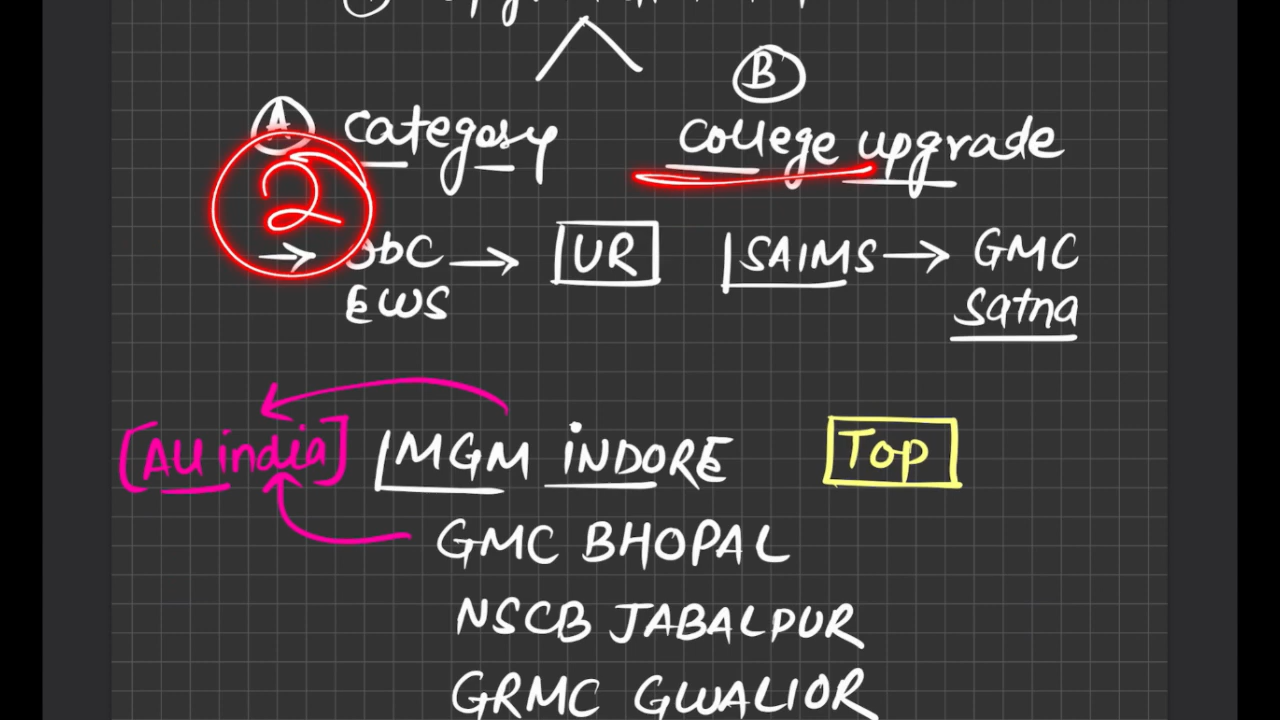 B
A category college upgrade
2
→ ObC → UR SAIMS → GMC
EWS Satna
[All india] MGM INDORE Top
GMC BHOPAL
NSCB JABALPUR
GRMC GWALIOR